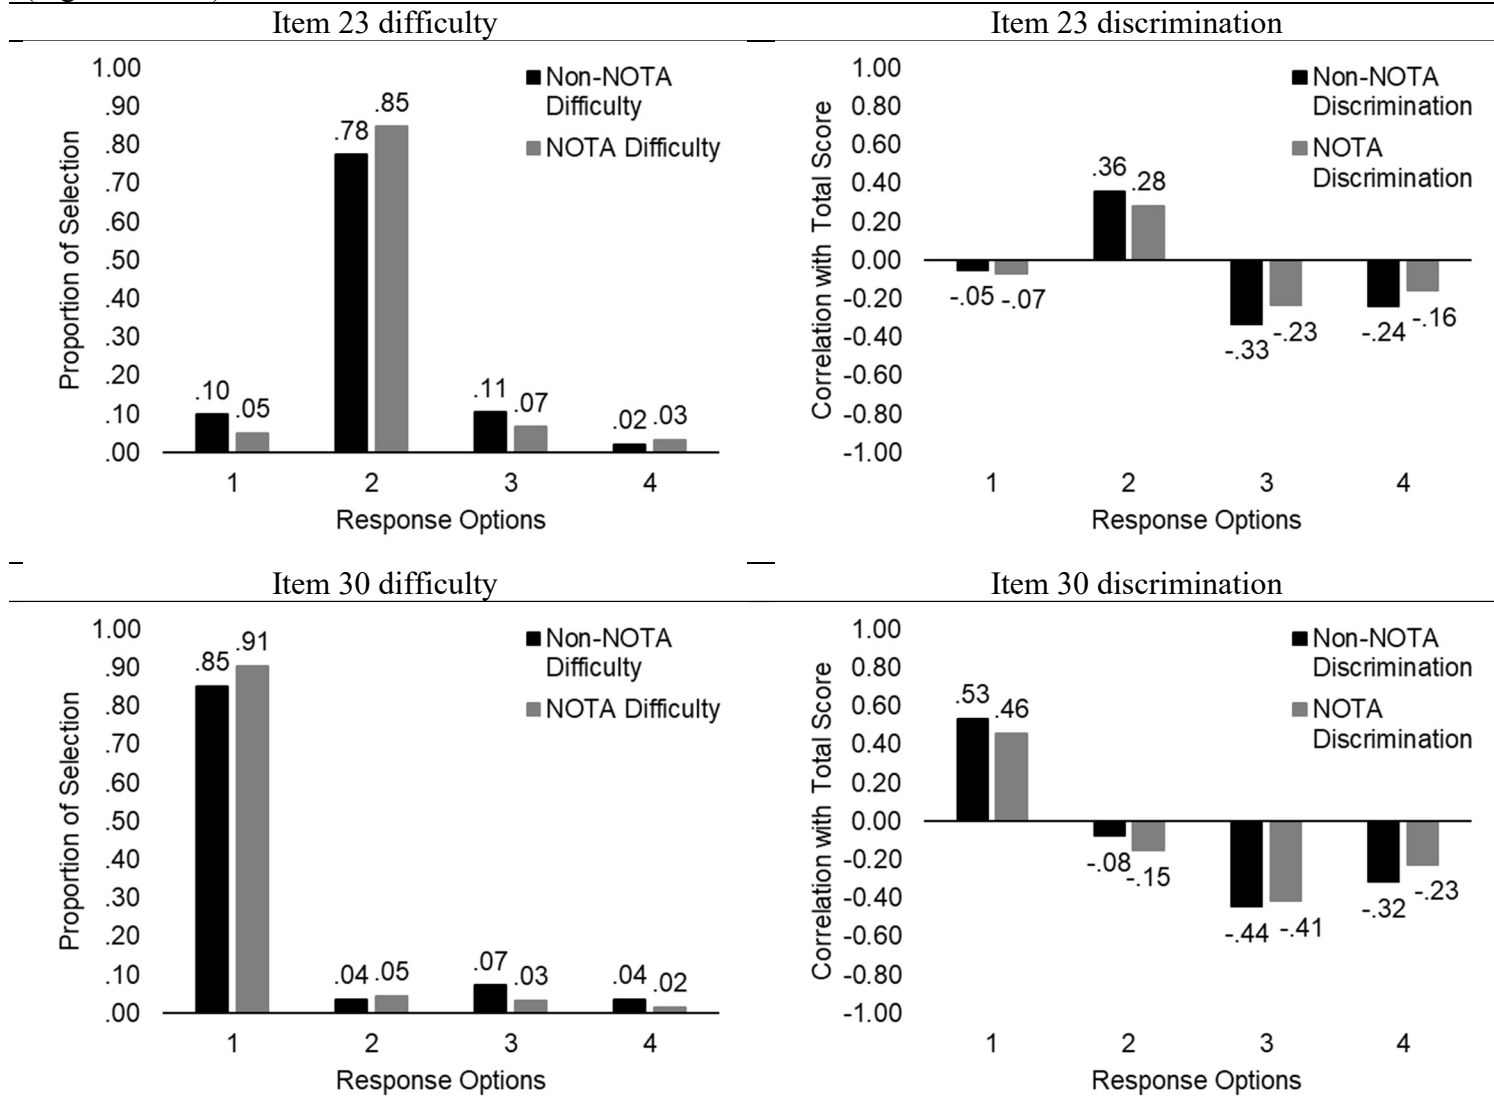 Item 23 difficulty
1.00
.90
.80
.70
.60
.50
.40
.30
.20
.10
.00
Proportion of Selection
Non-NOTA
Difficulty
NOTA Difficulty
.10 .05
.78 .85
.11 .07
.02 .03
1 2 3 4
Response Options
Item 23 discrimination
1.00
0.80
0.60
0.40
0.20
0.00
-0.20
-0.40
-0.60
-0.80
-1.00
Correlation with Total Score
Non-NOTA
Discrimination
NOTA
Discrimination
-.05 -.07
.36 .28
-.33 -.23
-.24 -.16
1 2 3 4
Response Options
Item 30 difficulty
1.00
.90
.80
.70
.60
.50
.40
.30
.20
.10
.00
Proportion of Selection
Non-NOTA
Difficulty
NOTA Difficulty
.85 .91
.04 .05
.07 .03
.04 .02
1 2 3 4
Response Options
Item 30 discrimination
1.00
0.80
0.60
0.40
0.20
0.00
-0.20
-0.40
-0.60
-0.80
-1.00
Correlation with Total Score
Non-NOTA
Discrimination
NOTA
Discrimination
.53 .46
-.08 -.15
-.44 -.41
-.32 -.23
1 2 3 4
Response Options